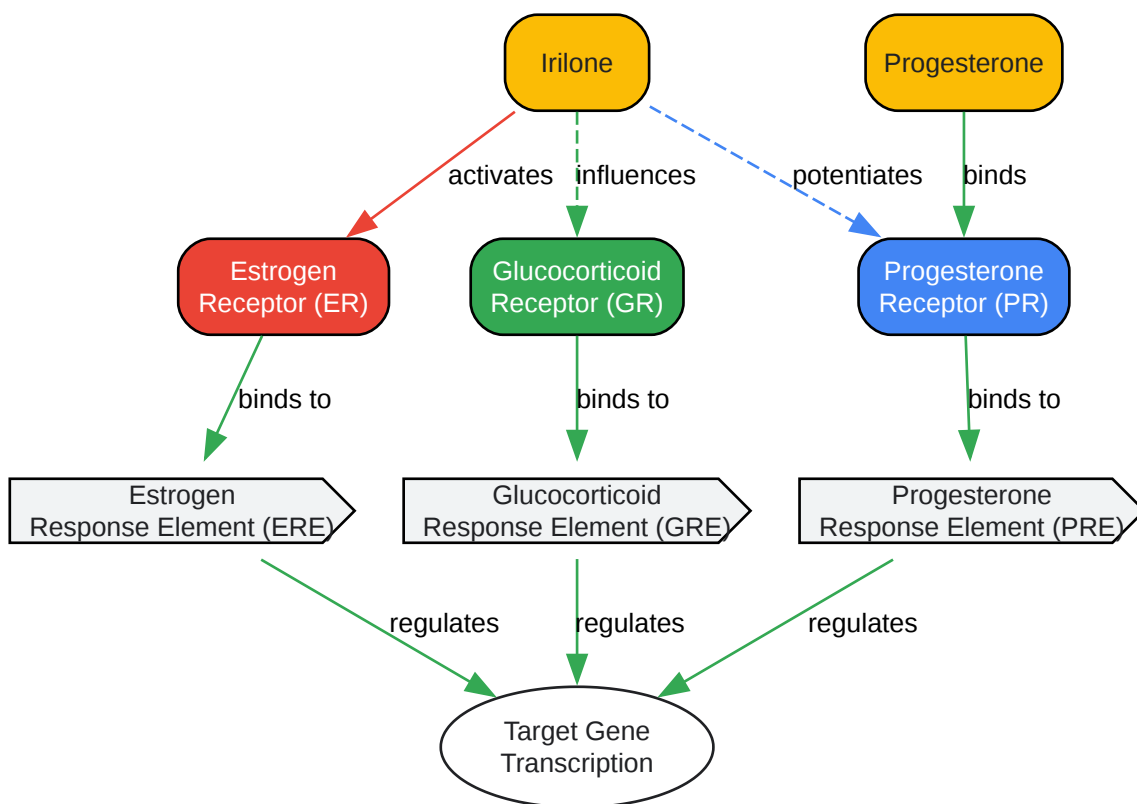 Irilone
Progesterone
activates
influences
potentiates
binds
Estrogen
Receptor (ER)
Glucocorticoid
Receptor (GR)
Progesterone
Receptor (PR)
binds to
binds to
binds to
Estrogen
Response Element (ERE)
Glucocorticoid
Response Element (GRE)
Progesterone
Response Element (PRE)
regulates
regulates
regulates
Target Gene
Transcription